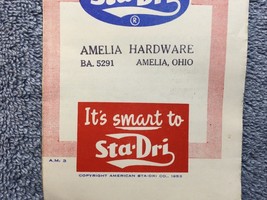 Sta-Dri
®
AMELIA HARDWARE
BA. 5291 AMELIA, OHIO
It's smart to
Sta-Dri
A.M. 2
COPYRIGHT AMERICAN STA-DRI CO., 1953